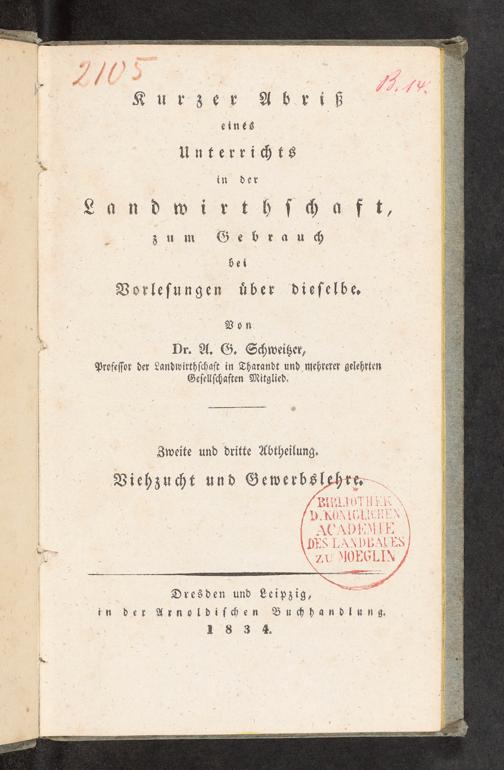 2105
B. 14.
Kurzer Abriß
eines
Unterrichts
in der
Landwirthschaft,
zum Gebrauch
bei
Vorlesungen über dieselbe.
Von
Dr. A. G. Schweitzer,
Professor der Landwirthschaft in Tharandt und mehrerer gelehrten
Gesellschaften Mitglied.
Zweite und dritte Abtheilung.
Viehzucht und Gewerbslehre.
BIBLIOTHEK
D. KÖNIGLICHEN
ACADEMIE
DES LANDBAUES
ZU MOEGLIN
Dresden und Leipzig,
in der Arnoldischen Buchhandlung.
1834.